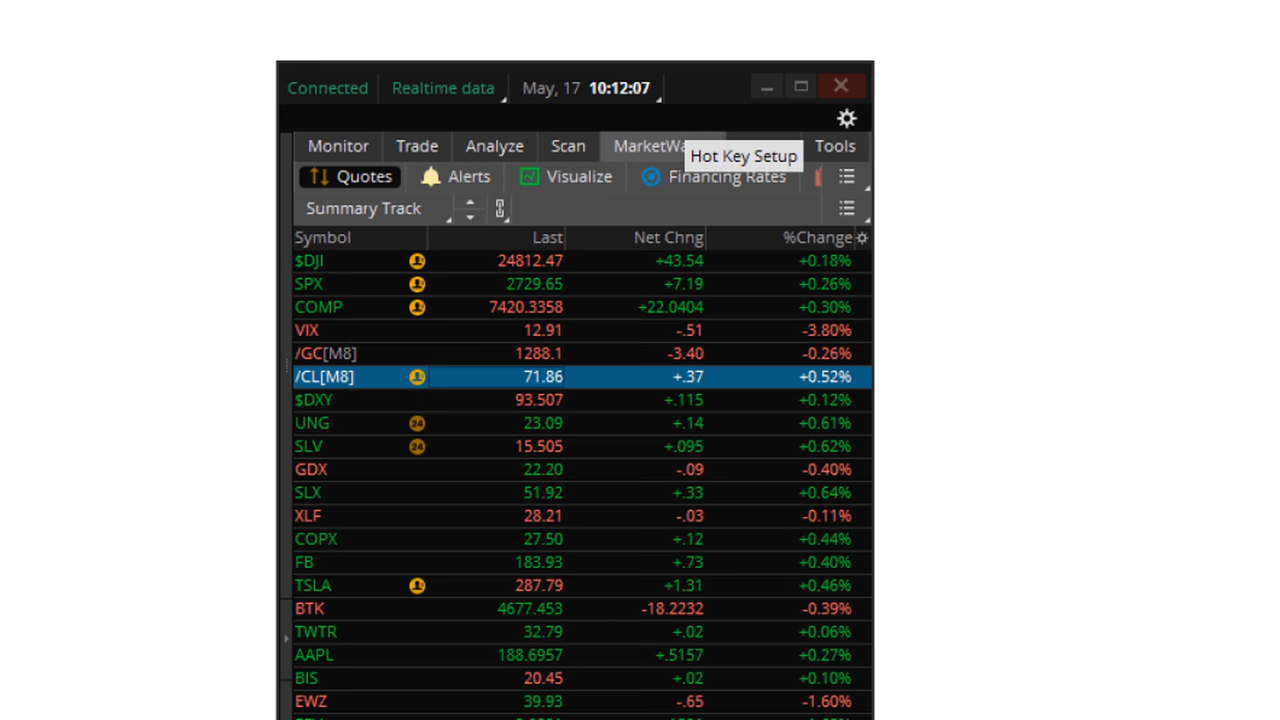 Connected Realtime data May, 17 10:12:07
Monitor Trade Analyze Scan MarketWa Tools
Hot Key Setup
Quotes Alerts Visualize Financing Rates
Summary Track
Symbol Last Net Chng %Change
$DJI 24812.47 +43.54 +0.18%
SPX 2729.65 +7.19 +0.26%
COMP 7420.3358 +22.0404 +0.30%
VIX 12.91 -.51 -3.80%
/GC[M8] 1288.1 -3.40 -0.26%
/CL[M8] 71.86 +.37 +0.52%
$DXY 93.507 +.115 +0.12%
UNG 24 23.09 +.14 +0.61%
SLV 24 15.505 +.095 +0.62%
GDX 22.20 -.09 -0.40%
SLX 51.92 +.33 +0.64%
XLF 28.21 -.03 -0.11%
COPX 27.50 +.12 +0.44%
FB 183.93 +.73 +0.40%
TSLA 287.79 +1.31 +0.46%
BTK 4677.453 -18.2232 -0.39%
TWTR 32.79 +.02 +0.06%
AAPL 188.6957 +.5157 +0.27%
BIS 20.45 +.02 +0.10%
EWZ 39.93 -.65 -1.60%